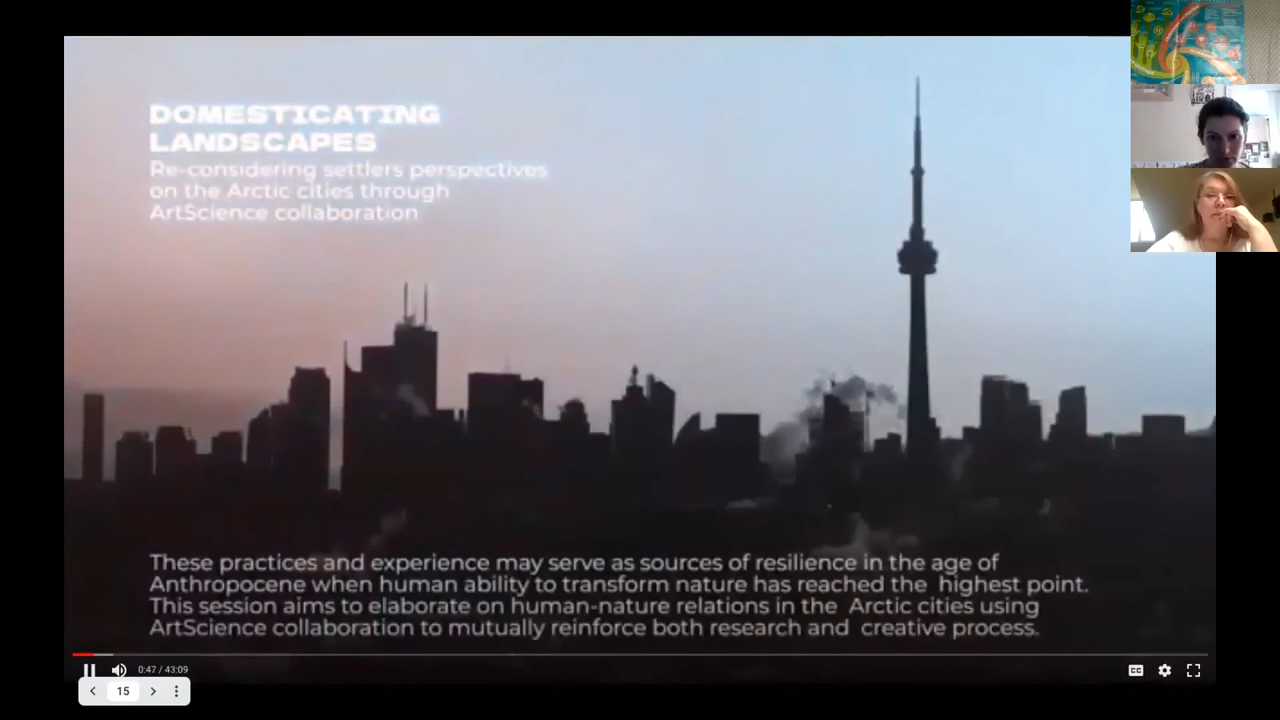 DOMESTICATING
LANDSCAPES
Re-considering settlers perspectives
on the Arctic cities through
ArtScience collaboration
These practices and experience may serve as sources of resilience in the age of
Anthropocene when human ability to transform nature has reached the highest point.
This session aims to elaborate on human-nature relations in the Arctic cities using
ArtScience collaboration to mutually reinforce both research and creative process.
0:47 / 43:09
CC
15